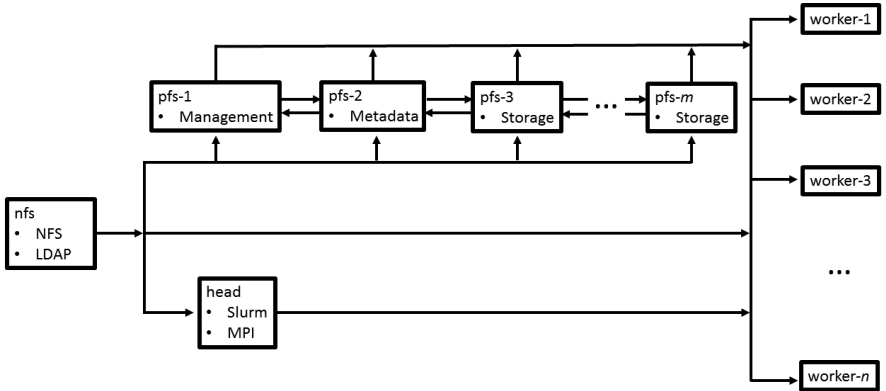 worker-1
pfs-1
• Management
pfs-2
• Metadata
pfs-3
• Storage
...
pfs-m
• Storage
worker-2
worker-3
nfs
• NFS
• LDAP
...
head
• Slurm
• MPI
worker-n